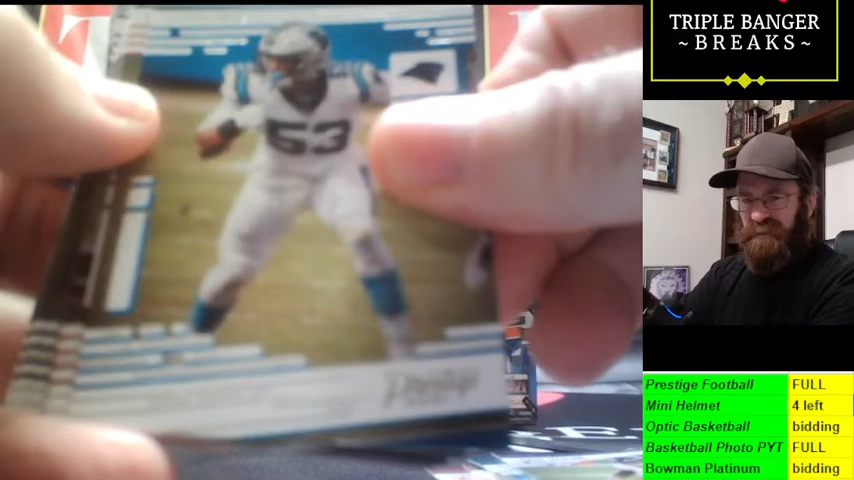 TRIPLE BANGER
~ B R E A K S ~
53
Prestige
Prestige Football FULL
Mini Helmet 4 left
Optic Basketball bidding
Basketball Photo PYT FULL
Bowman Platinum bidding